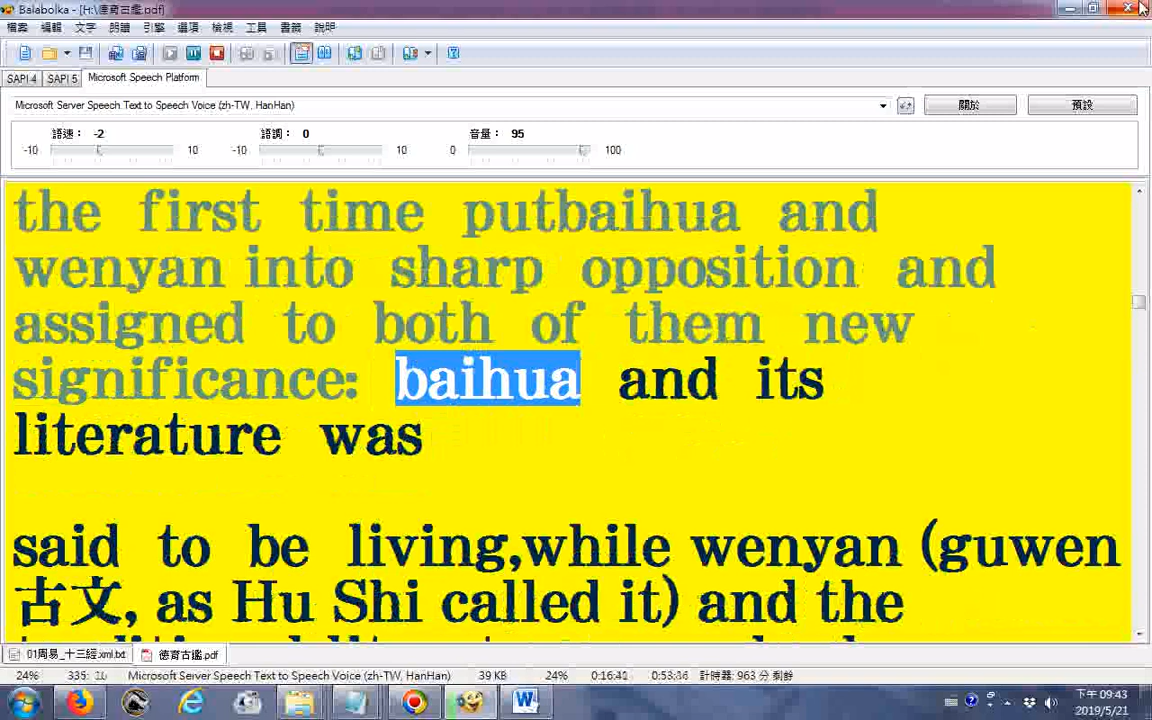 Balabolka - [H:\德育古鑑.pdf]
檔案 編輯 文字 朗讀 引擎 選項 檢視 工具 書籤 說明
SAPI 4 SAPI 5 Microsoft Speech Platform
Microsoft Server Speech Text to Speech Voice (zh-TW, HanHan) 關於 預設
語速： -2 語調： 0 音量： 95
-10 10 -10 10 0 100
the first time putbaihua and
wenyan into sharp opposition and
assigned to both of them new
significance: baihua and its
literature was
said to be living,while wenyan (guwen
古文, as Hu Shi called it) and the
01周易_十三經.xml.txt 德育古鑑.pdf
24% 335: 16 Microsoft Server Speech Text to Speech Voice (zh-TW, HanHan) 39 KB 24% 0:16:41 0:53:36 計時器: 963 分 剩餘
下午 09:43
2019/5/21